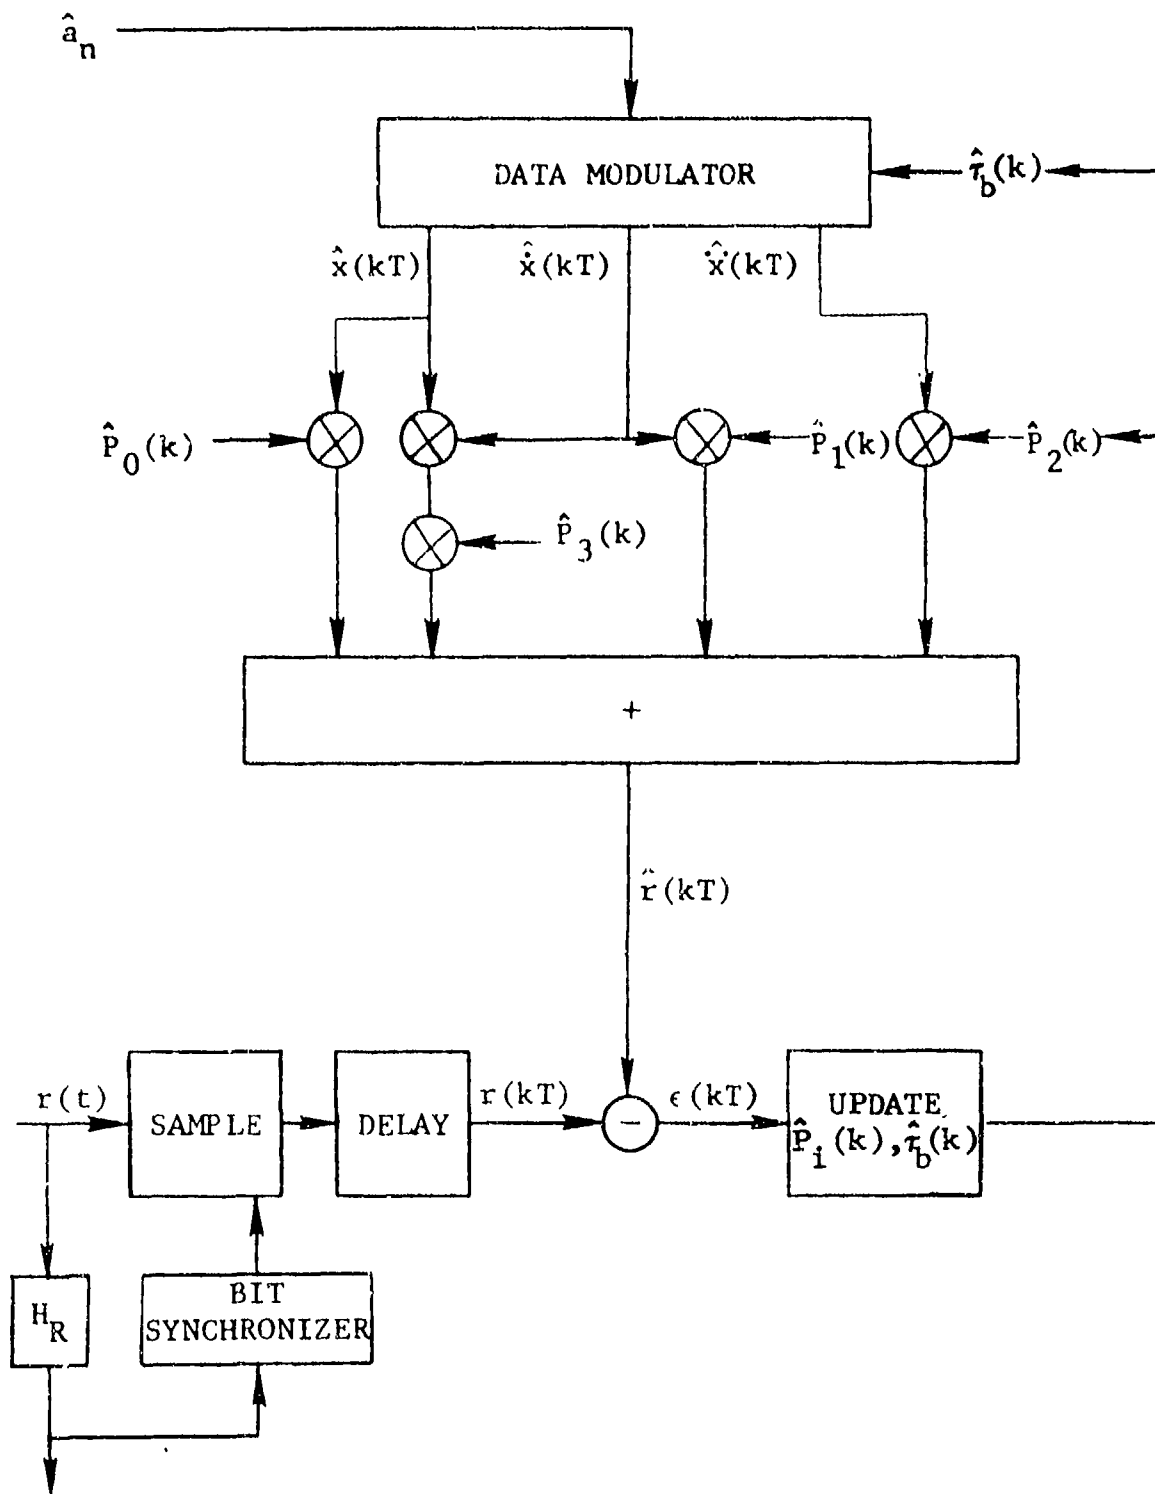 â_n
DATA MODULATOR
τ̂_b(k)
x̂(kT)
ẋ̂(kT)
ẍ̂(kT)
P̂_0(k)
P̂_1(k)
P̂_2(k)
P̂_3(k)
+
r̂(kT)
r(t)
SAMPLE
DELAY
r(kT)
-
ϵ(kT)
UPDATE
P̂_i(k), τ̂_b(k)
H_R
BIT
SYNCHRONIZER